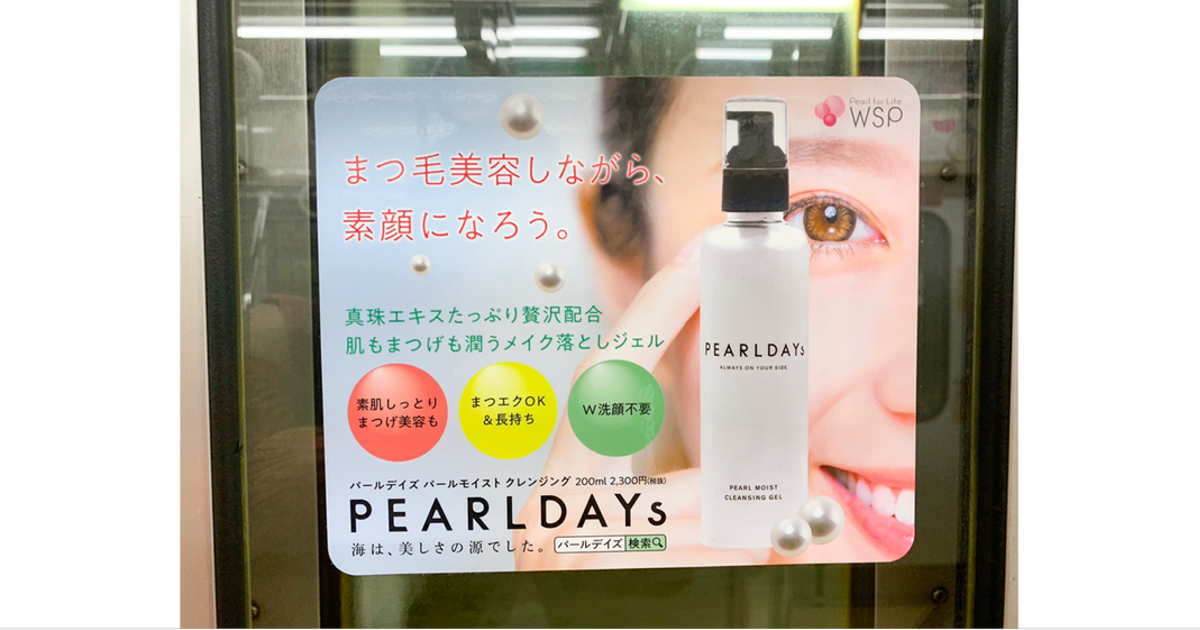 Pearl for Life
WSP
まつ毛美容しながら、
素顔になろう。
真珠エキスたっぷり贅沢配合
肌もまつげも潤うメイク落としジェル
素肌しっとり
まつげ美容も
まつエクOK
&長持ち
W洗顔不要
パールデイズ パールモイスト クレンジング 200ml 2,300円(税抜)
PEARLDAYs
海は、美しさの源でした。 パールデイズ 検索
PEARLDAYs
ALWAYS ON YOUR SIDE
PEARL MOIST
CLEANSING GEL